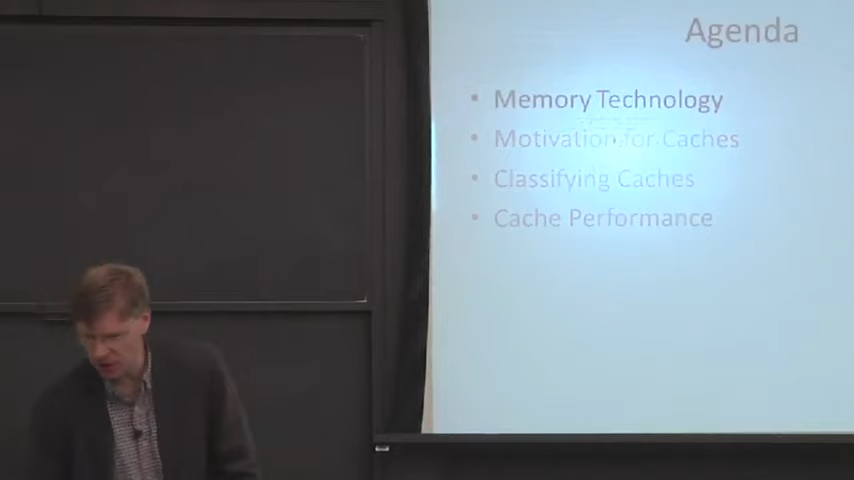 Agenda
• Memory Technology
• Motivation for Caches
• Classifying Caches
• Cache Performance